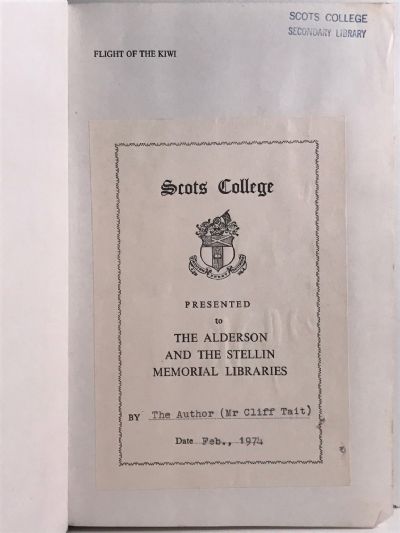 SCOTS COLLEGE
SECONDARY LIBRARY
FLIGHT OF THE KIWI
Scots College
PRESENTED
to
THE ALDERSON
AND THE STELLIN
MEMORIAL LIBRARIES
BY The Author (Mr Cliff Tait)
Date Feb., 1974